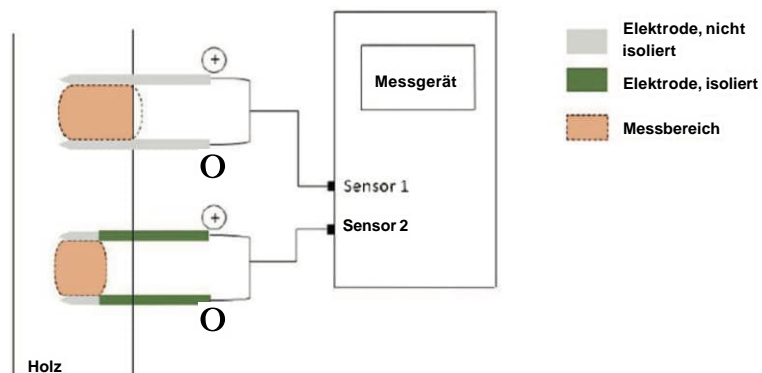 Elektrode, nicht
isoliert
Elektrode, isoliert
Messbereich
Messgerät
+
O
Sensor 1
+
Sensor 2
O
Holz